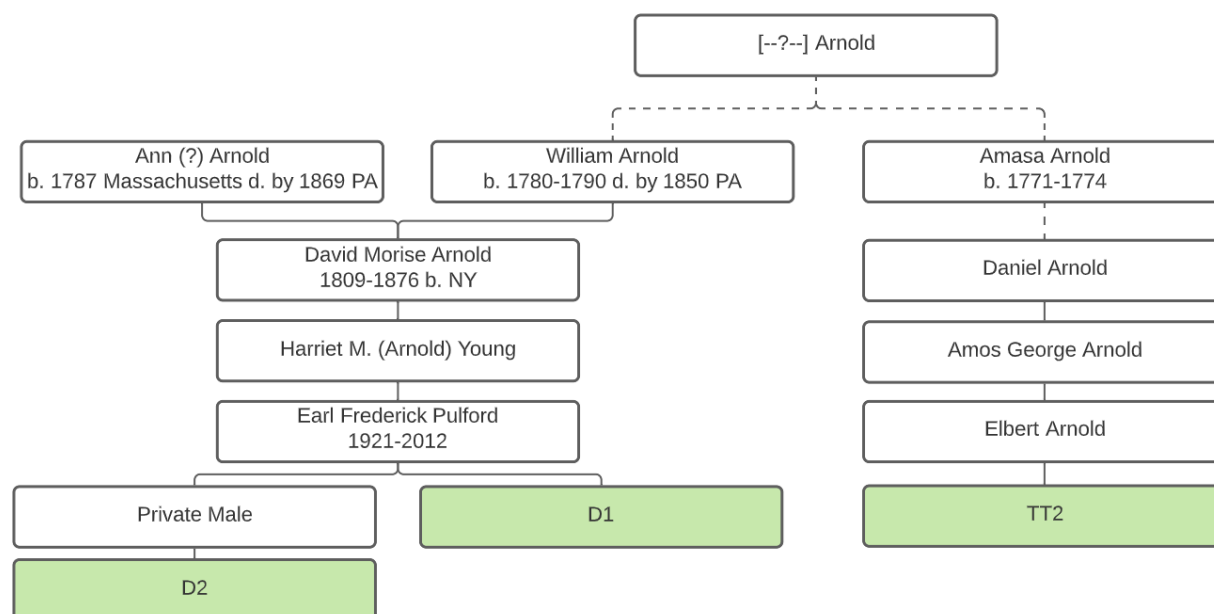 [--?--] Arnold
Ann (?) Arnold
b. 1787 Massachusetts d. by 1869 PA
William Arnold
b. 1780-1790 d. by 1850 PA
Amasa Arnold
b. 1771-1774
David Morise Arnold
1809-1876 b. NY
Daniel Arnold
Harriet M. (Arnold) Young
Amos George Arnold
Earl Frederick Pulford
1921-2012
Elbert Arnold
Private Male
D1
TT2
D2